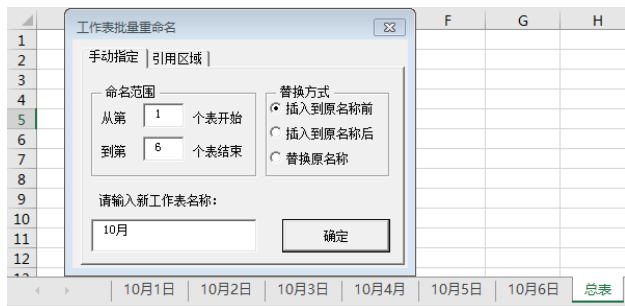 工作表批量重命名
F G H
手动指定 引用区域
命名范围
替换方式
从第 1 个表开始
插入到原名称前
到第 6 个表结束
插入到原名称后
替换原名称
请输入新工作表名称:
10月
确定
1
2
3
4
5
6
7
8
9
10
11
12
10月1日 10月2日 10月3日 10月4月 10月5日 10月6日 总表